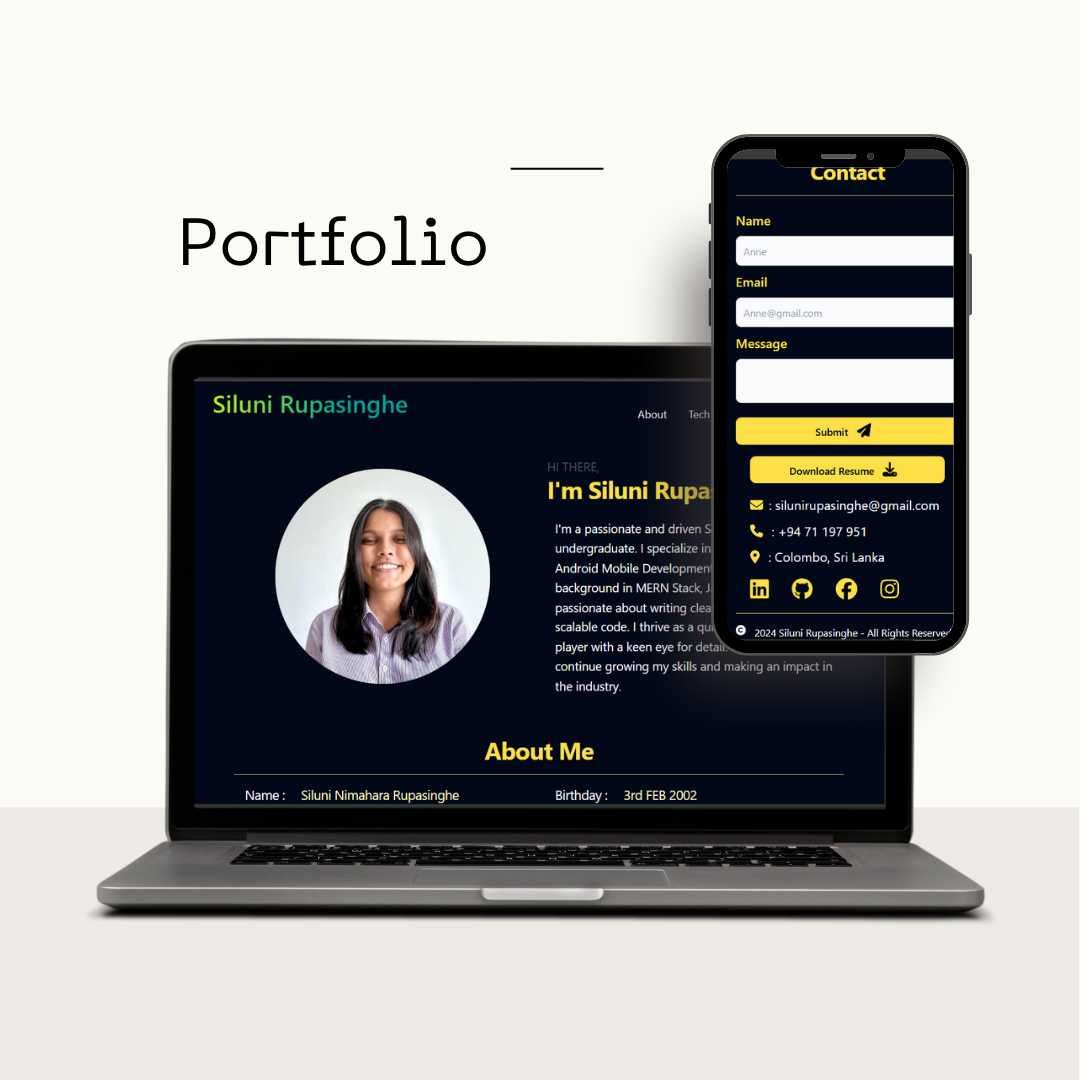 Portfolio
Siluni Rupasinghe
About Tech
HI THERE,
I'm Siluni
I'm a passionate and driven
undergraduate. I specialize in
Android Mobile Development
background in MERN Stack,
passionate about writing
scalable code. I thrive as a
player with a keen eye for detail.
continue growing my skills and making an impact in
the industry.
About Me
Name : Siluni Nimahara Rupasinghe
Birthday : 3rd FEB 2002
Contact
Name
Anne
Email
Anne@gmail.com
Message
Submit
Download Resume
: silunirupasinghe@gmail.com
: +94 71 197 951
: Colombo, Sri Lanka
© 2024 Siluni Rupasinghe - All Rights